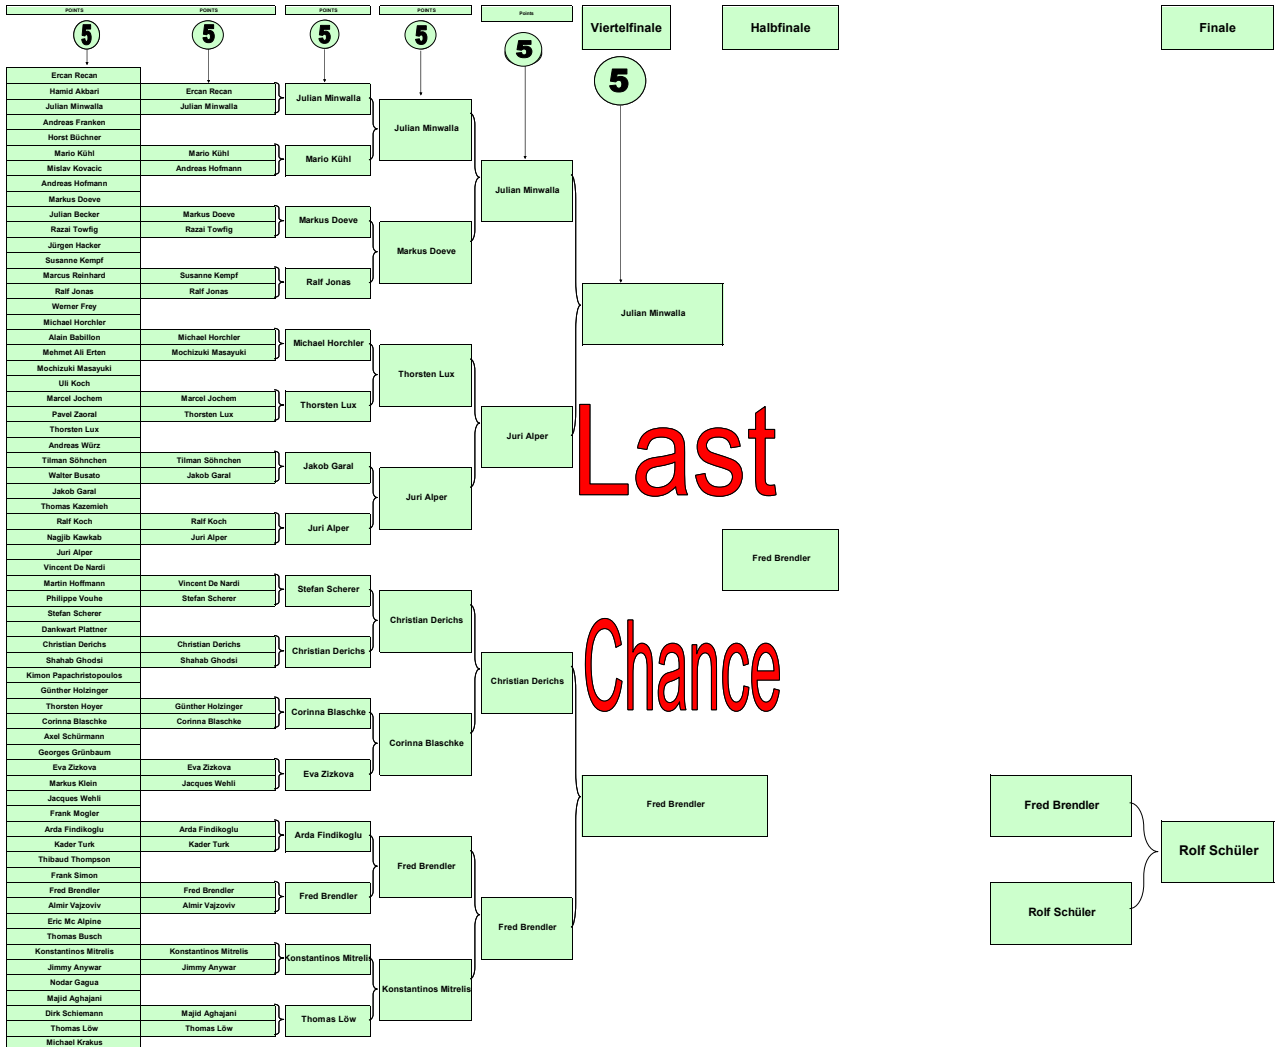 POINTS POINTS POINTS POINTS Points
Viertelfinale Halbfinale Finale
5 5 5 5 5
5
Ercan Recan
Hamid Akbari Ercan Recan
Julian Minwalla
Julian Minwalla Julian Minwalla
Andreas Franken
Julian Minwalla
Horst Büchner
Mario Kühl Mario Kühl
Mario Kühl
Mislav Kovacic Andreas Hofmann
Andreas Hofmann
Julian Minwalla
Markus Doeve
Julian Becker Markus Doeve
Markus Doeve
Razai Towfig Razai Towfig
Jürgen Hacker
Markus Doeve
Susanne Kempf
Marcus Reinhard Susanne Kempf
Ralf Jonas
Ralf Jonas Ralf Jonas
Werner Frey
Julian Minwalla
Michael Horchler
Alain Babillon Michael Horchler
Michael Horchler
Mehmet Ali Erten Mochizuki Masayuki
Mochizuki Masayuki
Thorsten Lux
Uli Koch
Marcel Jochem Marcel Jochem
Thorsten Lux
Pavel Zaoral Thorsten Lux
Thorsten Lux
Juri Alper
Last
Andreas Würz
Tilman Söhnchen Tilman Söhnchen
Jakob Garal
Walter Busato Jakob Garal
Jakob Garal
Juri Alper
Thomas Kazemieh
Ralf Koch Ralf Koch
Juri Alper
Nagjib Kawkab Juri Alper
Juri Alper
Fred Brendler
Vincent De Nardi
Martin Hoffmann Vincent De Nardi
Stefan Scherer
Philippe Vouhe Stefan Scherer
Stefan Scherer
Christian Derichs
Dankwart Plattner
Christian Derichs Christian Derichs
Christian Derichs
Shahab Ghodsi Shahab Ghodsi
Chance
Kimon Papachristopoulos
Christian Derichs
Günther Holzinger
Thorsten Hoyer Günther Holzinger
Corinna Blaschke
Corinna Blaschke Corinna Blaschke
Axel Schürmann
Corinna Blaschke
Georges Grünbaum
Eva Zizkova Eva Zizkova
Eva Zizkova
Markus Klein Jacques Wehli
Jacques Wehli
Fred Brendler
Fred Brendler
Frank Mogler
Arda Findikoglu Arda Findikoglu
Arda Findikoglu
Kader Turk Kader Turk
Rolf Schüler
Thibaud Thompson
Fred Brendler
Frank Simon
Fred Brendler Fred Brendler
Fred Brendler
Almir Vajzoviv Almir Vajzoviv
Rolf Schüler
Eric Mc Alpine
Fred Brendler
Thomas Busch
Konstantinos Mitrelis Konstantinos Mitrelis
Konstantinos Mitrelis
Jimmy Anywar Jimmy Anywar
Nodar Gagua
Konstantinos Mitrelis
Majid Aghajani
Dirk Schiemann Majid Aghajani
Thomas Löw
Thomas Löw Thomas Löw
Michael Krakus